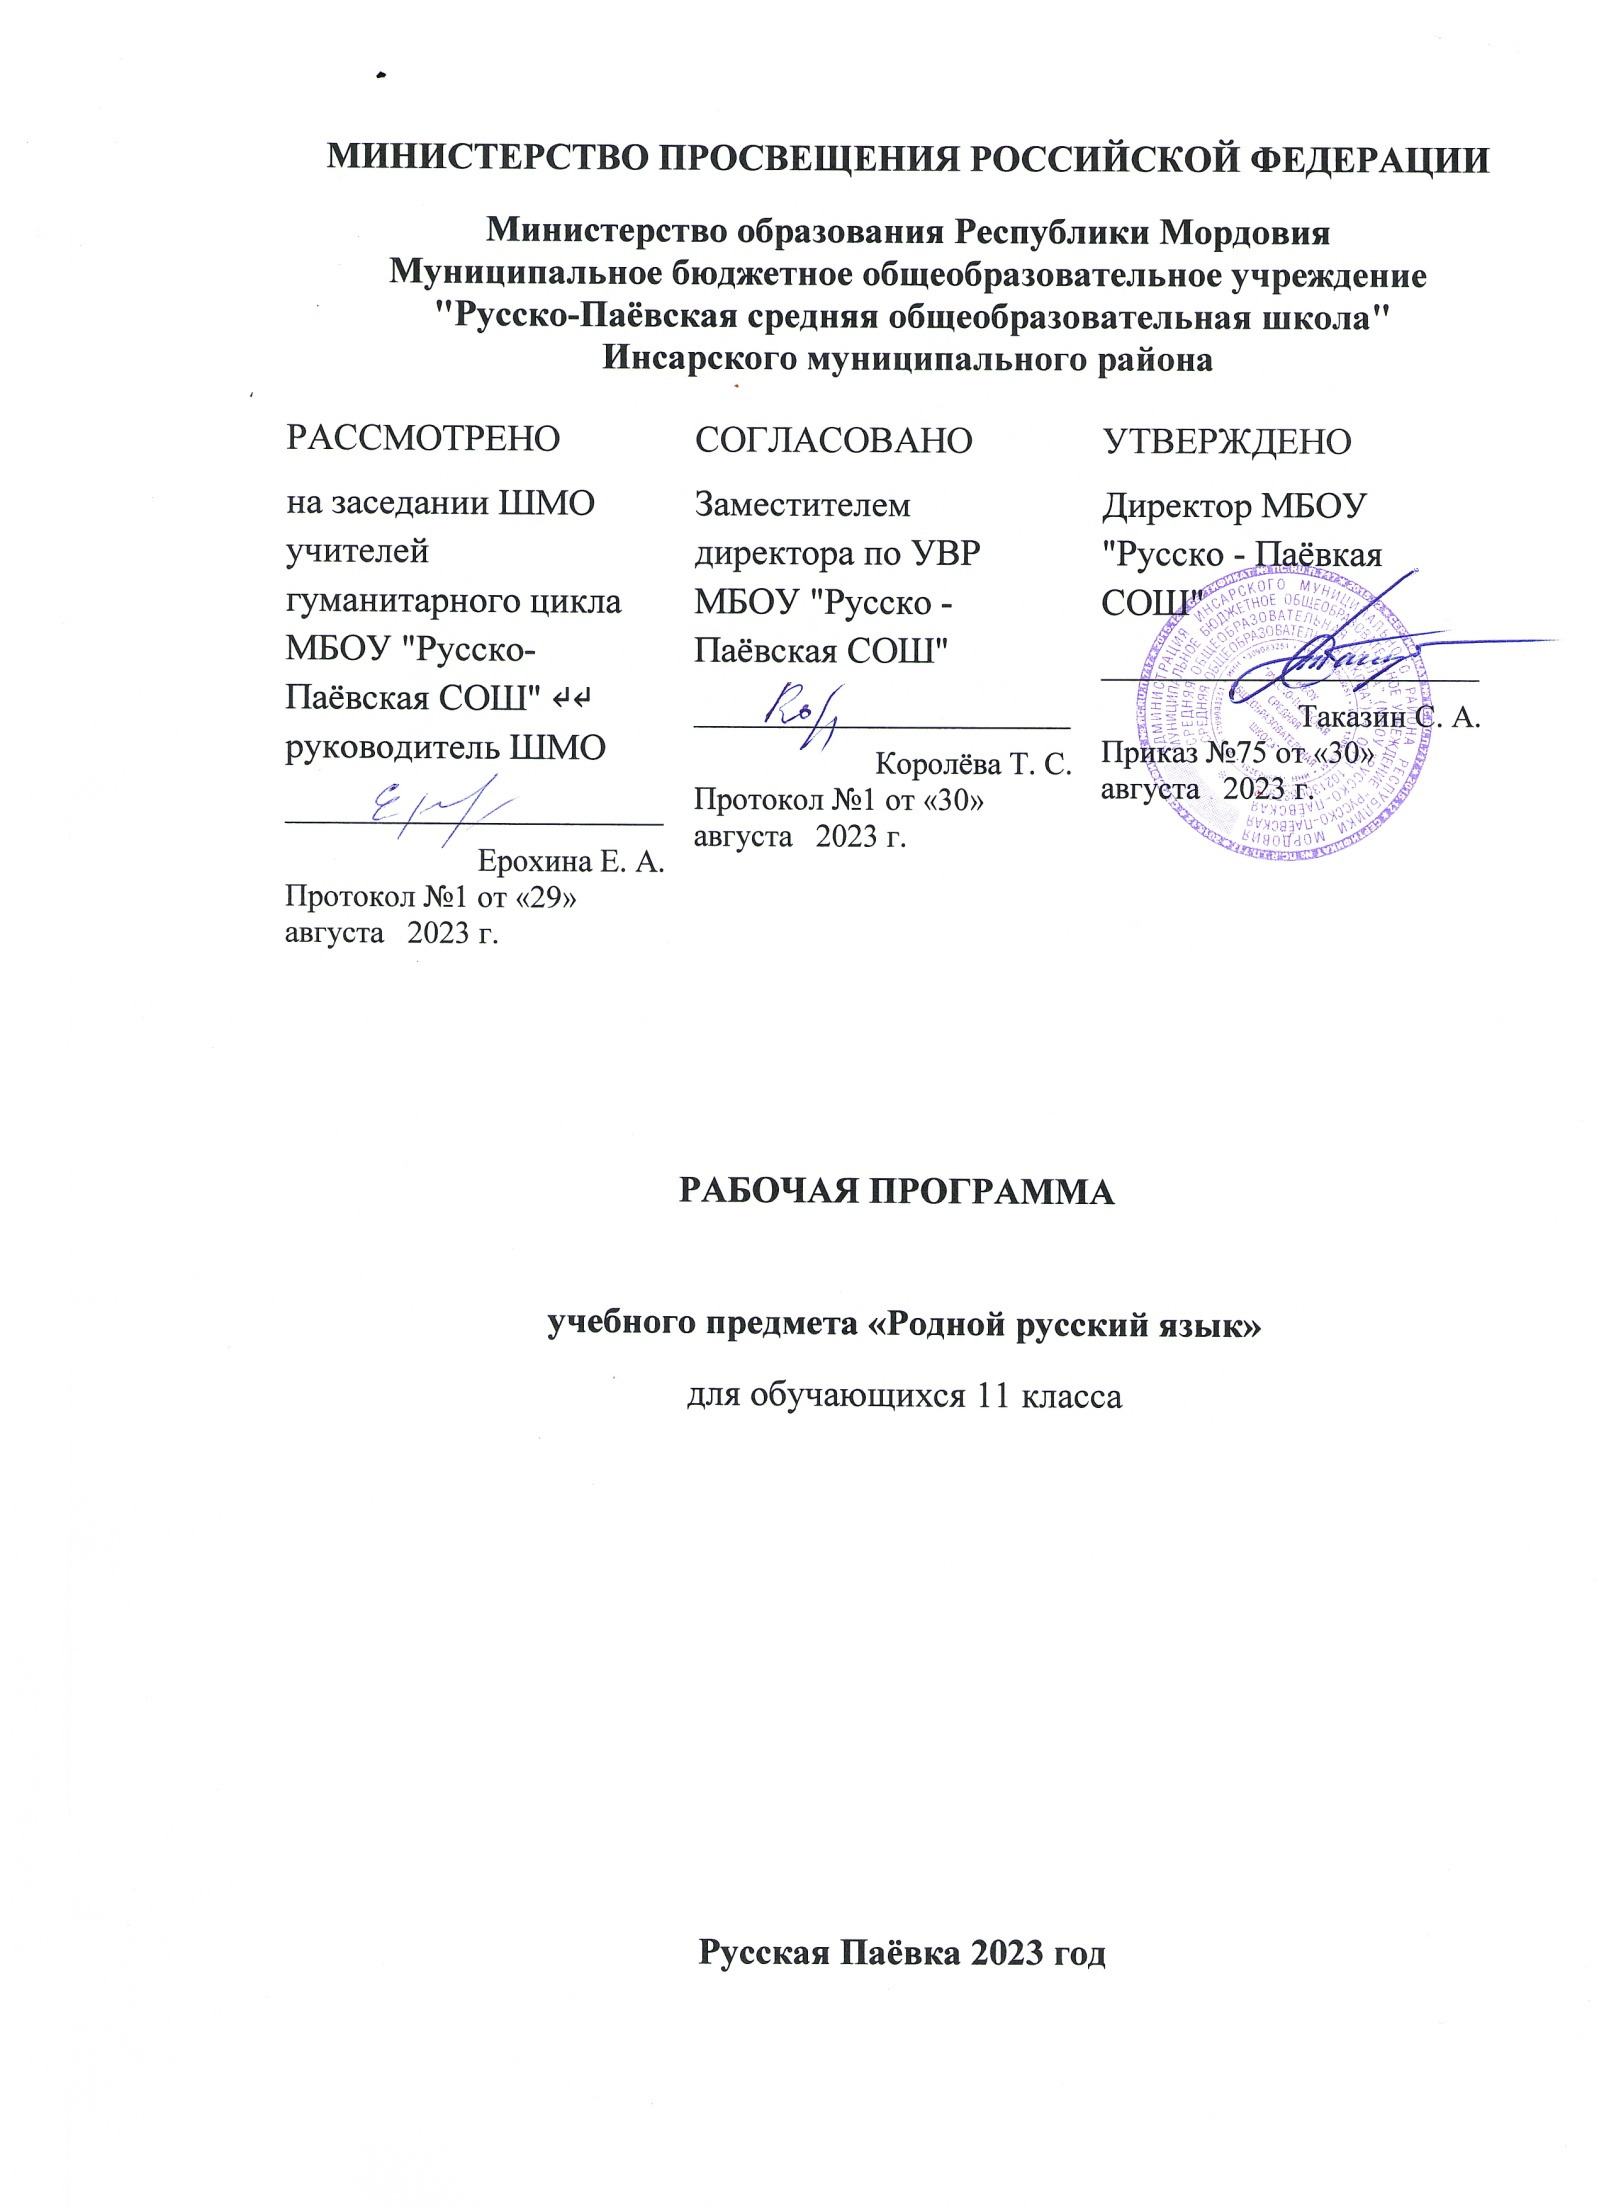 МИНИСТЕРСТВО ПРОСВЕЩЕНИЯ РОССИЙСКОЙ ФЕДЕРАЦИИ
Министерство образования Республики Мордовия
Муниципальное бюджетное общеобразовательное учреждение
"Русско-Паёвская средняя общеобразовательная школа"
Инсарского муниципального района
РАССМОТРЕНО
на заседании ШМО
учителей
гуманитарного цикла
МБОУ "Русско-
Паёвская СОШ" ↲↲
руководитель ШМО
Ерохина Е. А.
Протокол №1 от «29»
августа 2023 г.
СОГЛАСОВАНО
Заместителем
директора по УВР
МБОУ "Русско -
Паёвская СОШ"
Королёва Т. С.
Протокол №1 от «30»
августа 2023 г.
УТВЕРЖДЕНО
Директор МБОУ
"Русско - Паёвкая
СОШ"
Таказин С. А.
Приказ №75 от «30»
августа 2023 г.
РАБОЧАЯ ПРОГРАММА
учебного предмета «Родной русский язык»
для обучающихся 11 класса
Русская Паёвка 2023 год